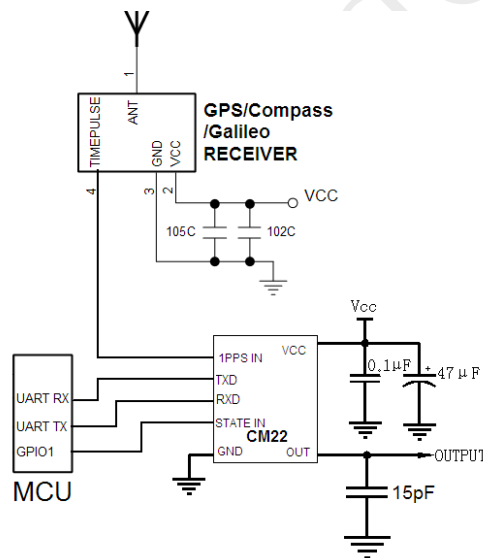 1
ANT
TIMEPULSE
GND
VCC
4
3
2
GPS/Compass
/Galileo
RECEIVER
VCC
105C
102C
Vcc
0.1μF
+
47μF
1PPS IN
VCC
TXD
RXD
STATE IN
CM22
GND
OUT
UART RX
UART TX
GPIO1
MCU
OUTPUT
15pF